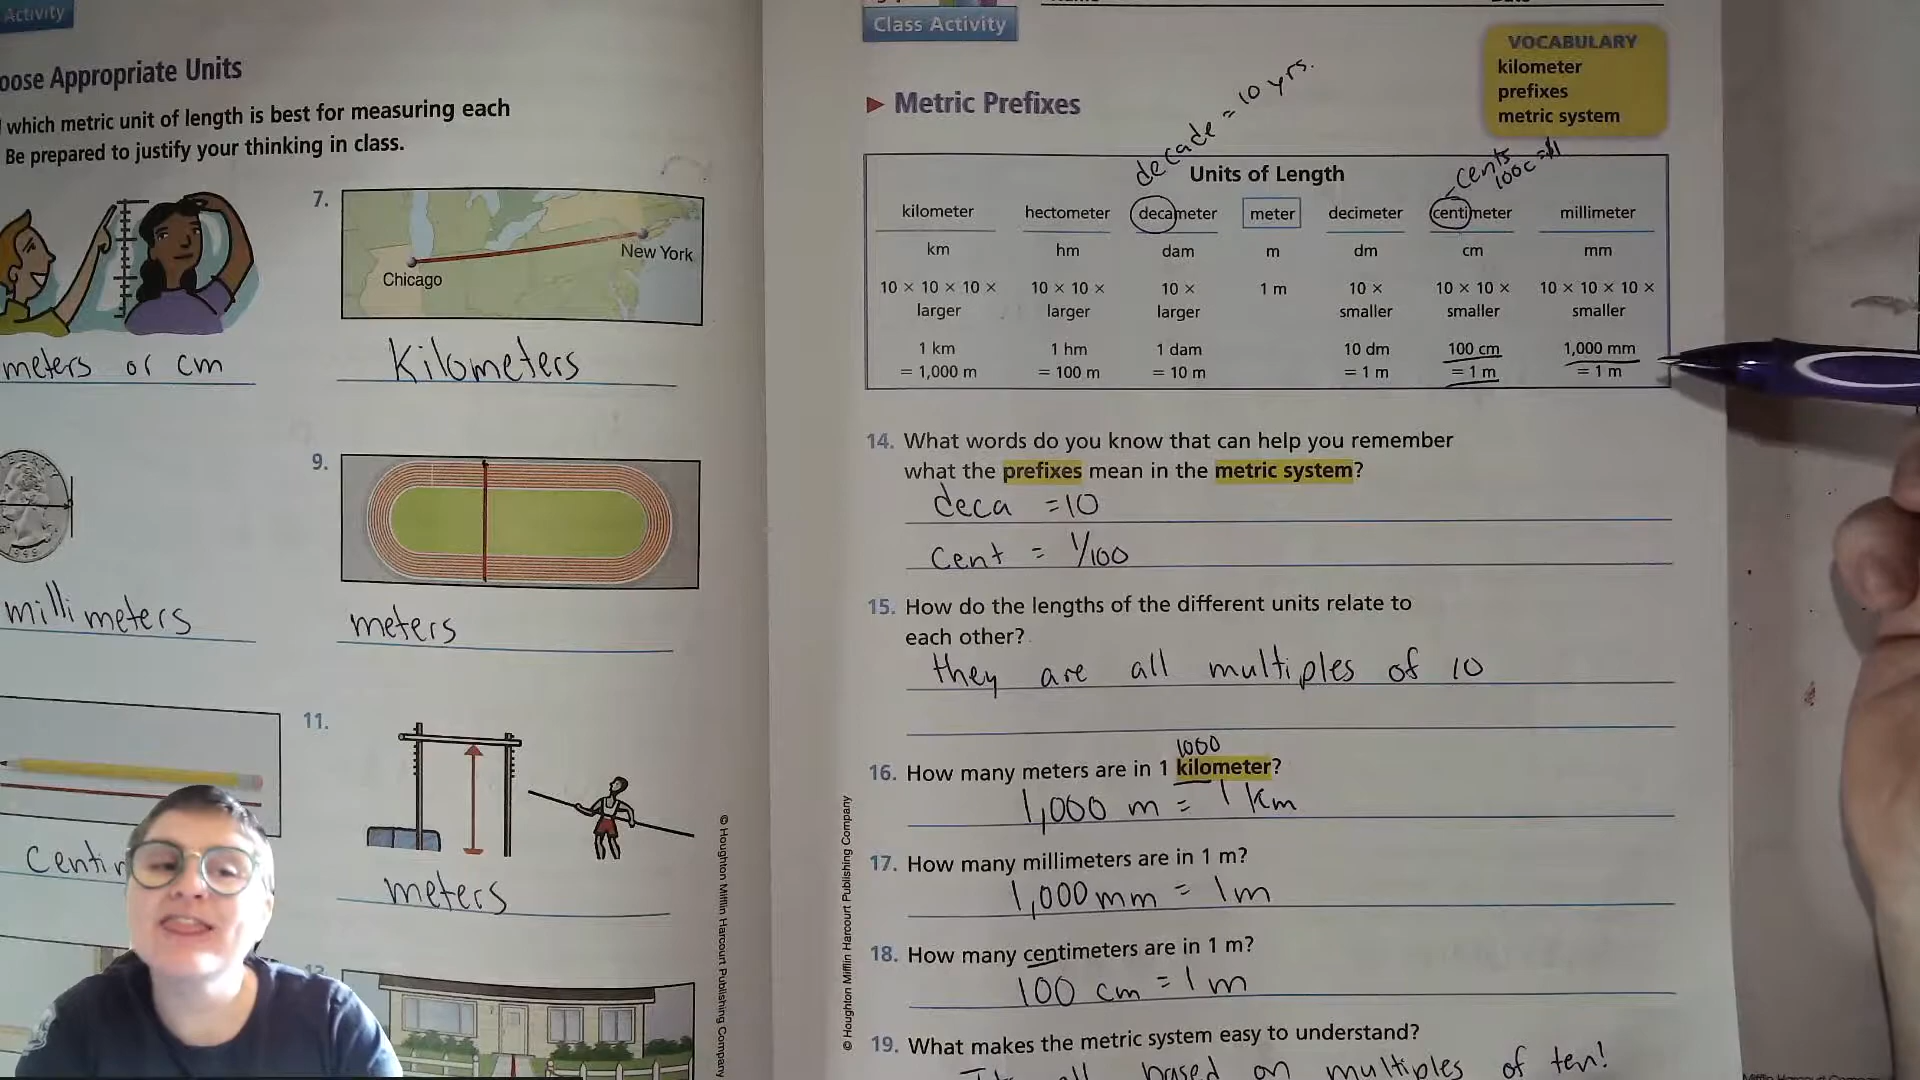 Activity
oose Appropriate Units
which metric unit of length is best for measuring each
Be prepared to justify your thinking in class.
7.
Chicago
New York
meters or cm
Kilometers
9.
millimeters
meters
11.
meters
© Houghton Mifflin Harcourt Publishing Company
Class Activity
VOCABULARY
kilometer
prefixes
metric system
Metric Prefixes
decade = 10 yrs.
cents
100¢ = $1
Units of Length
kilometer hectometer decameter meter decimeter centimeter millimeter
km hm dam m dm cm mm
10 × 10 × 10 × 10 × 10 × 10 × 1 m 10 × 10 × 10 × 10 × 10 × 10 ×
larger larger larger smaller smaller smaller
1 km 1 hm 1 dam 10 dm 100 cm 1,000 mm
= 1,000 m = 100 m = 10 m = 1 m = 1 m = 1 m
14. What words do you know that can help you remember
what the prefixes mean in the metric system?
deca = 10
cent = 1/100
15. How do the lengths of the different units relate to
each other?
they are all multiples of 10
1000
16. How many meters are in 1 kilometer?
1,000 m = 1 km
17. How many millimeters are in 1 m?
1,000 mm = 1 m
18. How many centimeters are in 1 m?
100 cm = 1 m
19. What makes the metric system easy to understand?
based on multiples of ten!
© Houghton Mifflin Harcourt Publishing Company